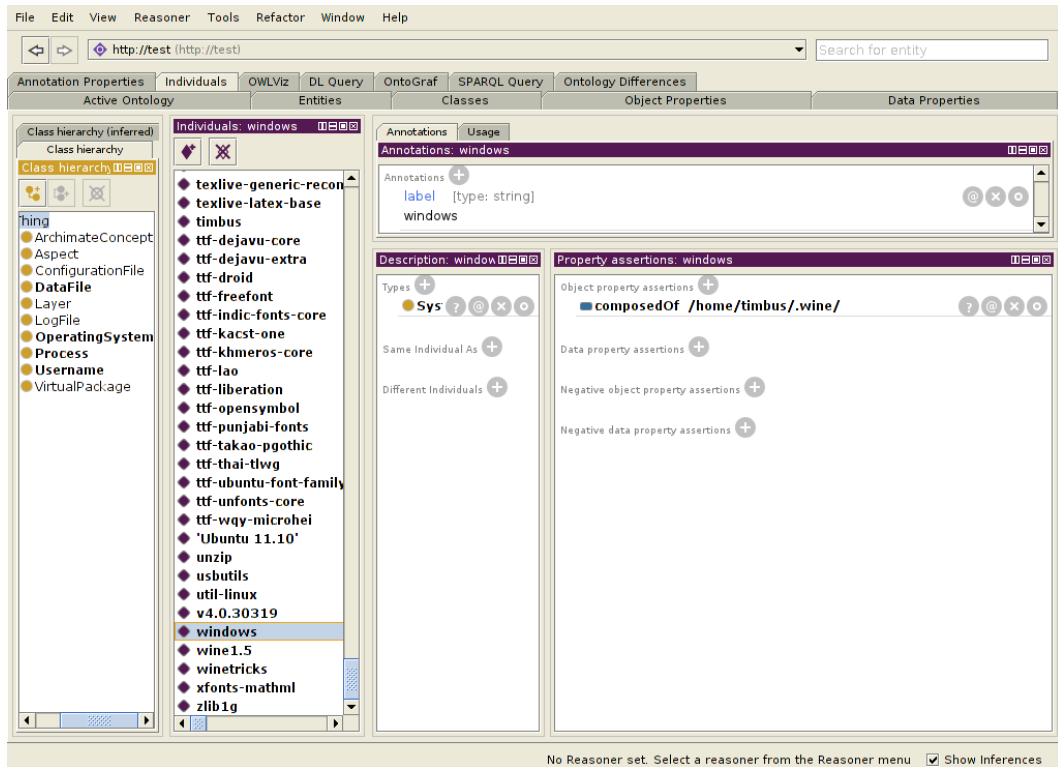 File Edit View Reasoner Tools Refactor Window Help
http://test (http://test)
Search for entity
Annotation Properties Individuals OWLViz DL Query OntoGraf SPARQL Query Ontology Differences
Active Ontology Entities Classes Object Properties Data Properties
Class hierarchy (inferred)
Class hierarchy
Class hierarchy
Thing
ArchimateConcept
Aspect
ConfigurationFile
DataFile
Layer
LogFile
OperatingSystem
Process
Username
VirtualPackage
Individuals: windows
texlive-generic-recon
texlive-latex-base
timbus
ttf-dejavu-core
ttf-dejavu-extra
ttf-droid
ttf-freefont
ttf-indic-fonts-core
ttf-kacst-one
ttf-khmeros-core
ttf-lao
ttf-liberation
ttf-opensymbol
ttf-punjabi-fonts
ttf-takao-pgothic
ttf-thai-tlwg
ttf-ubuntu-font-family
ttf-unfonts-core
ttf-wqy-microhei
'Ubuntu 11.10'
unzip
usbutils
util-linux
v4.0.30319
windows
wine1.5
winetricks
xfonts-mathml
zlib1g
Annotations Usage
Annotations: windows
Annotations
label [type: string]
windows
Description: window
Types
Sys
Same Individual As
Different Individuals
Property assertions: windows
Object property assertions
composedOf /home/timbus/.wine/
Data property assertions
Negative object property assertions
Negative data property assertions
No Reasoner set. Select a reasoner from the Reasoner menu Show Inferences